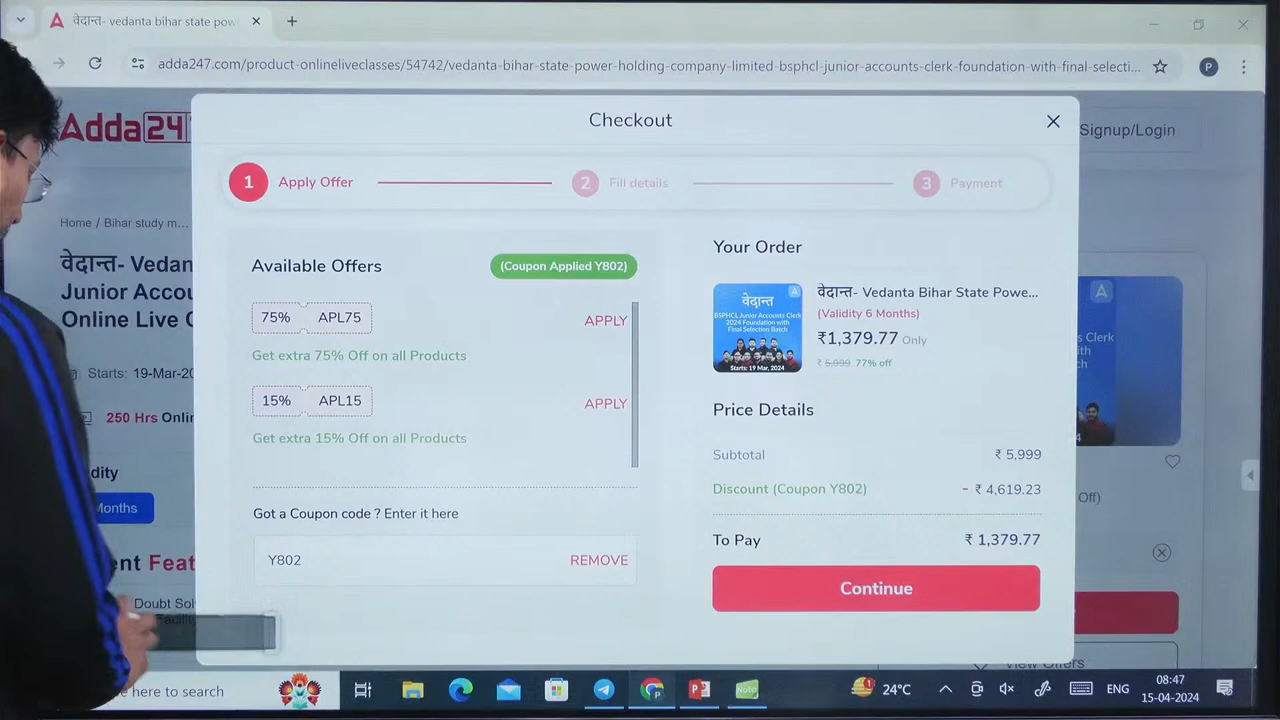 वेदान्त- vedanta bihar state pow
adda247.com/product-onlineliveclasses/54742/vedanta-bihar-state-power-holding-company-limited-bsphcl-junior-accounts-clerk-foundation-with-final-selecti...
P
Adda24
Checkout
Signup/Login
1 Apply Offer
2 Fill details
3 Payment
Home / Bihar study m...
वेदान्त- Vedan
Junior Accou
Online Live C
Starts: 19-Mar-20
250 Hrs Onlin
Months
Doubt Sol
Available Offers
(Coupon Applied Y802)
75% APL75
APPLY
Get extra 75% Off on all Products
15% APL15
APPLY
Get extra 15% Off on all Products
Got a Coupon code ? Enter it here
Y802
REMOVE
Your Order
वेदान्त
BSPHCL Junior Accounts Clerk
2024 Foundation with
Final Selection Batch
Starts: 19 Mar, 2024
वेदान्त- Vedanta Bihar State Powe...
(Validity 6 Months)
₹1,379.77 Only
₹ 5,999 77% off
Price Details
Subtotal ₹ 5,999
Discount (Coupon Y802) - ₹ 4,619.23
To Pay ₹ 1,379.77
Continue
Clerk
Off)
View Offers
here to search
24°C
ENG
08:47
15-04-2024